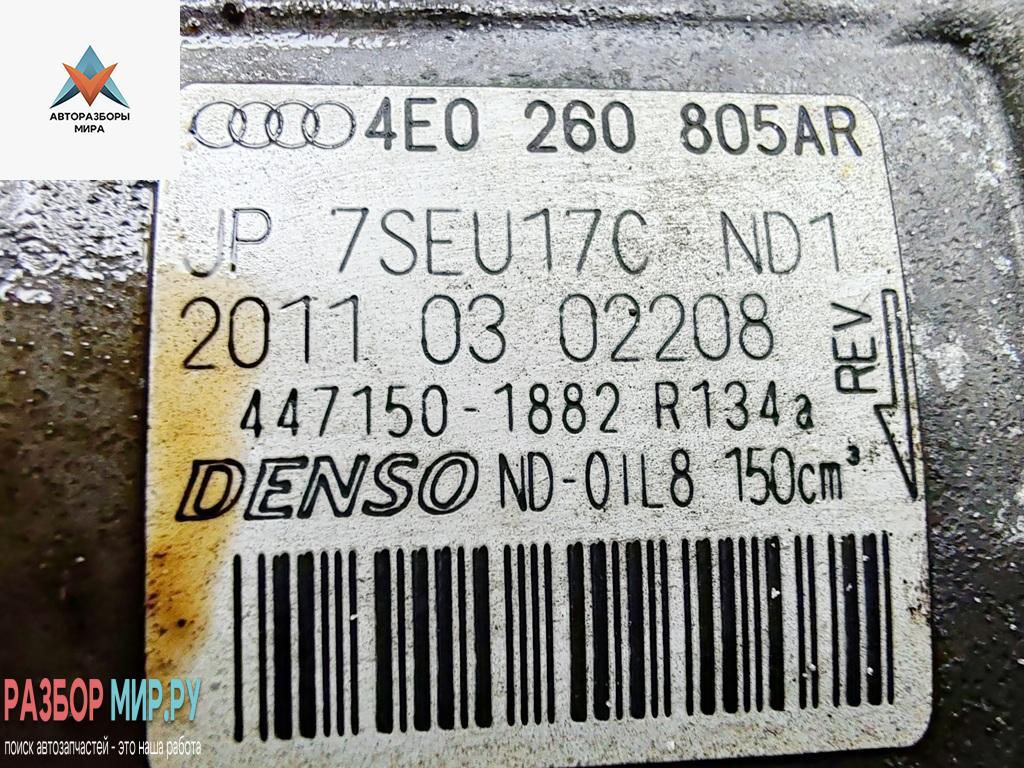 АВТОРАЗБОРЫ
МИРА
4E0 260 805AR
JP 7SEU17C ND1
2011 03 02208
REV
447150-1882 R134a
DENSO ND-OIL8 150cm³
РАЗБОР МИР.РУ
поиск автозапчастей - это наша работа